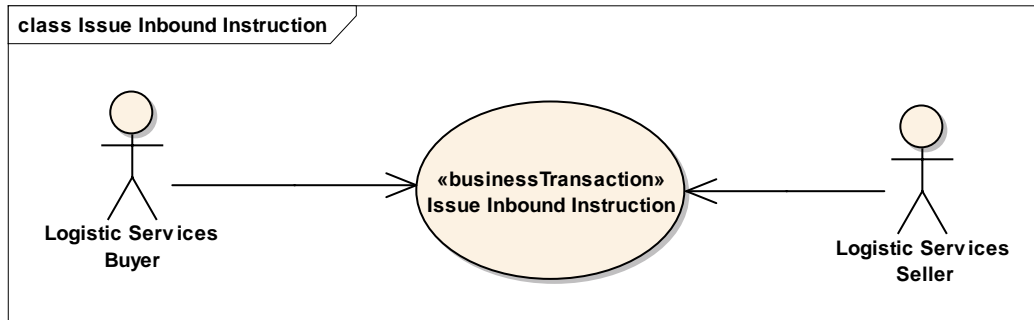 class Issue Inbound Instruction
«businessTransaction»
Issue Inbound Instruction
Logistic Services
Buyer
Logistic Services
Seller